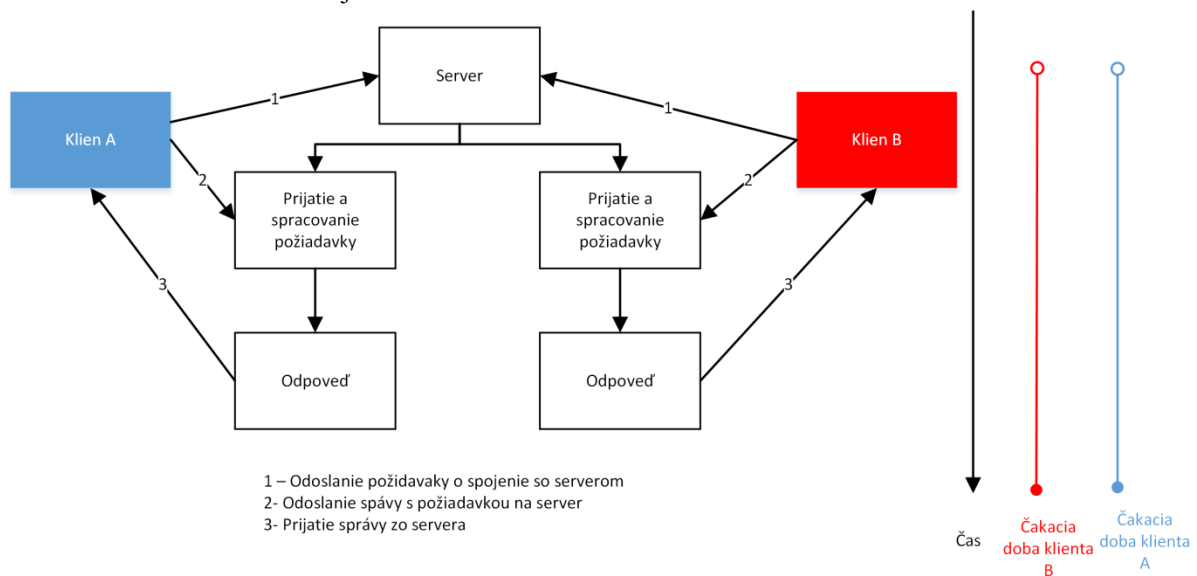 Server
1
1
Klien A
Klien B
2
2
Prijatie a
spracovanie
požiadavky
Prijatie a
spracovanie
požiadavky
3
3
Odpoveď
Odpoveď
1 – Odoslanie požidavaky o spojenie so serverom
2- Odoslanie spávy s požiadavkou na server
3- Prijatie správy zo servera
Čas
Čakacia
doba klienta
B
Čakacia
doba klienta
A